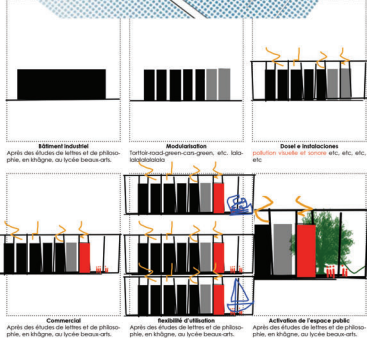 Bâtiment industriel
Après des études de lettres et de philoso-
phie, en khâgne, au lycée beaux-arts.
Modularisation
Tortoir-road-green-can-green, etc. lala-
lalalalalalala
Dosel e instalaciones
pollution visuelle et sonore etc, etc, etc,
etc
Commercial
Après des études de lettres et de philoso-
phie, en khâgne, au lycée beaux-arts.
flexibilité d'utilisation
Après des études de lettres et de philoso-
phie, en khâgne, au lycée beaux-arts.
Activation de l'espace public
Après des études de lettres et de philoso-
phie, en khâgne, au lycée beaux-arts.